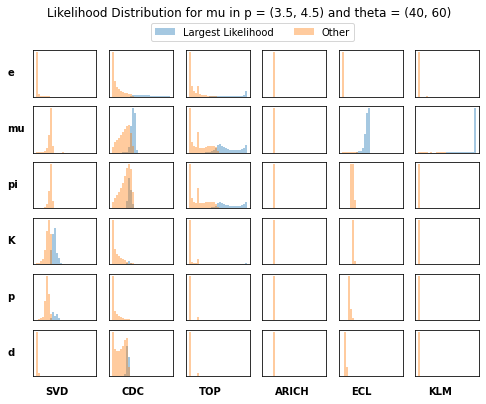 Likelihood Distribution for mu in p = (3.5, 4.5) and theta = (40, 60)
Largest Likelihood Other
e
mu
pi
K
p
d
SVD CDC TOP ARICH ECL KLM